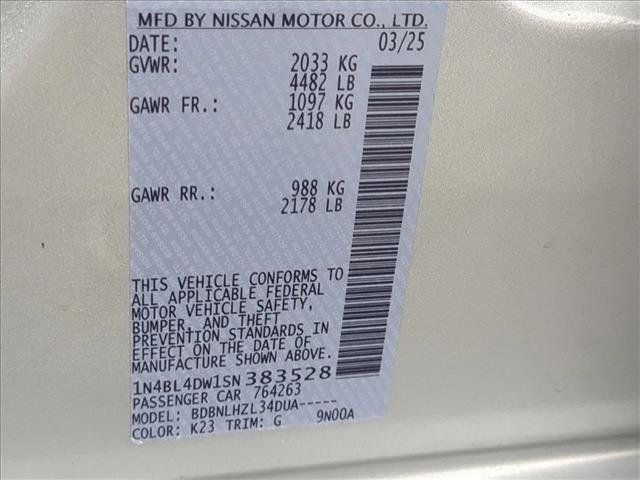 MFD BY NISSAN MOTOR CO., LTD.
DATE: 03/25
GVWR: 2033 KG
4482 LB
GAWR FR.: 1097 KG
2418 LB
GAWR RR.: 988 KG
2178 LB
THIS VEHICLE CONFORMS TO
ALL APPLICABLE FEDERAL
MOTOR VEHICLE SAFETY,
BUMPER, AND THEFT
PREVENTION STANDARDS IN
EFFECT ON THE DATE OF
MANUFACTURE SHOWN ABOVE.
1N4BL4DW1SN383528
PASSENGER CAR 764263
MODEL: BDBNLHZL34DUA-----
COLOR: K23 TRIM: G 9N00A